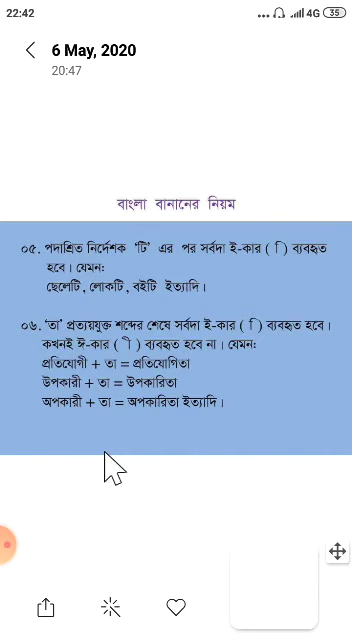 22:42
... 4G 35
6 May, 2020
20:47
বাংলা বানানের নিয়ম
০৫. পদাশ্রিত নির্দেশক 'টি' এর পর সর্বদা ই-কার ( ি ) ব্যবহৃত
হবে। যেমন:
ছেলেটি, লোকটি, বইটি ইত্যাদি।
০৬. 'তা' প্রত্যয়যুক্ত শব্দের শেষে সর্বদা ই-কার ( ি ) ব্যবহৃত হবে।
কখনই ঈ-কার ( ী ) ব্যবহৃত হবে না। যেমন:
প্রতিযোগী + তা = প্রতিযোগিতা
উপকারী + তা = উপকারিতা
অপকারী + তা = অপকারিতা ইত্যাদি।